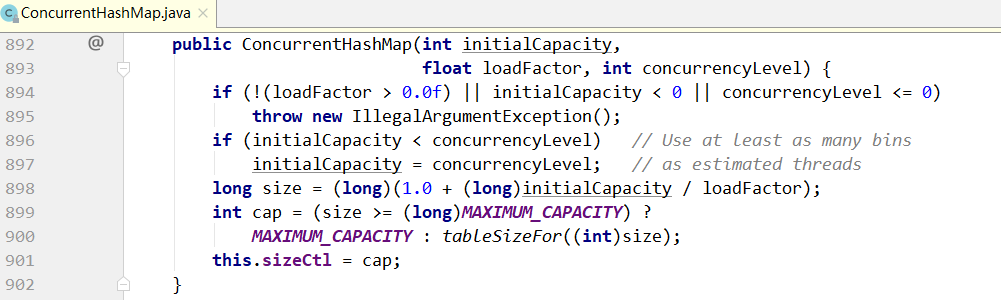 ConcurrentHashMap.java
892 @ public ConcurrentHashMap(int initialCapacity,
893 float loadFactor, int concurrencyLevel) {
894 if (!(loadFactor > 0.0f) || initialCapacity < 0 || concurrencyLevel <= 0)
895 throw new IllegalArgumentException();
896 if (initialCapacity < concurrencyLevel) // Use at least as many bins
897 initialCapacity = concurrencyLevel; // as estimated threads
898 long size = (long)(1.0 + (long)initialCapacity / loadFactor);
899 int cap = (size >= (long)MAXIMUM_CAPACITY) ?
900 MAXIMUM_CAPACITY : tableSizeFor((int)size);
901 this.sizeCtl = cap;
902 }